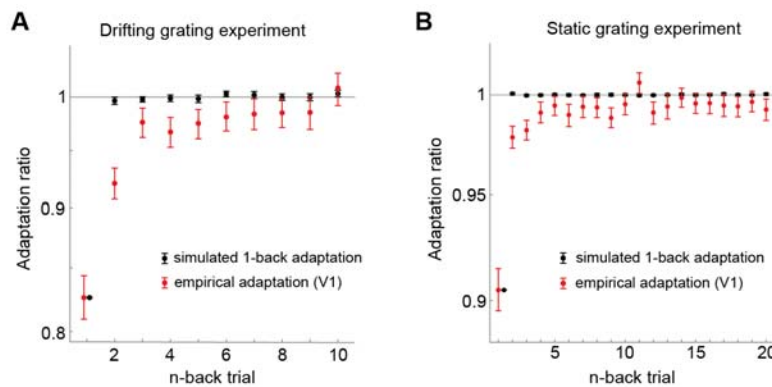 A
Drifting grating experiment
Adaptation ratio
1
0.9
0.8
simulated 1-back adaptation
empirical adaptation (V1)
2
4
6
8
10
n-back trial
B
Static grating experiment
Adaptation ratio
1
0.95
0.9
simulated 1-back adaptation
empirical adaptation (V1)
5
10
15
20
n-back trial